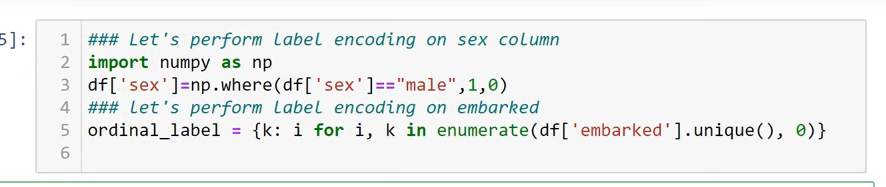 5]:
1 ### Let's perform label encoding on sex column
2 import numpy as np
3 df['sex']=np.where(df['sex']=="male",1,0)
4 ### Let's perform label encoding on embarked
5 ordinal_label = {k: i for i, k in enumerate(df['embarked'].unique(), 0)}
6